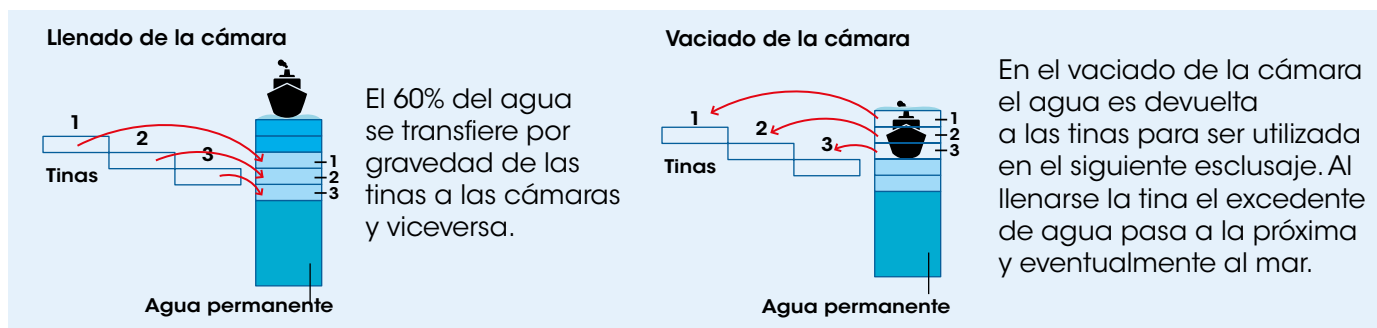 Llenado de la cámara
1
2
3
Tinas
1
2
3
Agua permanente
El 60% del agua
se transfiere por
gravedad de las
tinas a las cámaras
y viceversa.
Vaciado de la cámara
1
2
3
Tinas
1
2
3
Agua permanente
En el vaciado de la cámara
el agua es devuelta
a las tinas para ser utilizada
en el siguiente esclusaje. Al
llenarse la tina el excedente
de agua pasa a la próxima
y eventualmente al mar.